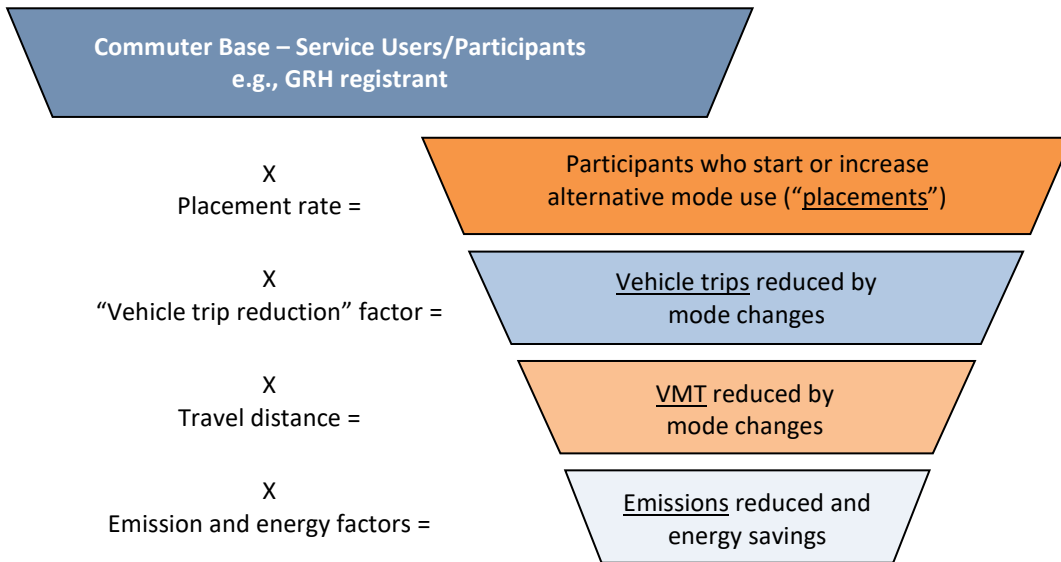 Commuter Base – Service Users/Participants
e.g., GRH registrant
X
Placement rate =
Participants who start or increase
alternative mode use (“placements”)
X
“Vehicle trip reduction” factor =
Vehicle trips reduced by
mode changes
X
Travel distance =
VMT reduced by
mode changes
X
Emission and energy factors =
Emissions reduced and
energy savings